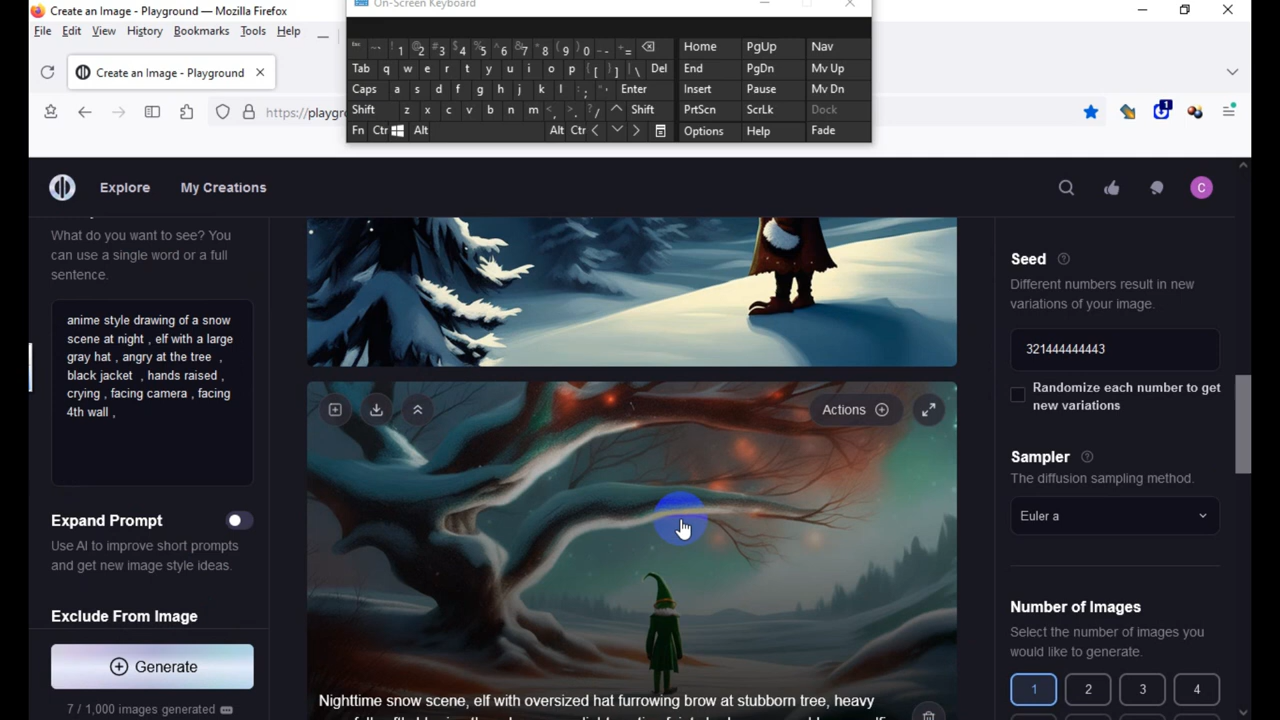 Create an Image - Playground — Mozilla Firefox
On-Screen Keyboard
File Edit View History Bookmarks Tools Help
Create an Image - Playground
https://playgr
Home PgUp Nav
Tab q w e r t y u i o p [ ] \ Del End PgDn Mv Up
Caps a s d f g h j k l ; ' Enter Insert Pause Mv Dn
Shift z x c v b n m , . / Shift PrtScn ScrLk Dock
Fn Ctr Alt Alt Ctr Options Help Fade
Explore My Creations
C
What do you want to see? You
can use a single word or a full
sentence.
anime style drawing of a snow
scene at night , elf with a large
gray hat , angry at the tree ,
black jacket , hands raised ,
crying , facing camera , facing
4th wall ,
Expand Prompt
Use AI to improve short prompts
and get new image style ideas.
Exclude From Image
Generate
7 / 1,000 images generated
Actions
Nighttime snow scene, elf with oversized hat furrowing brow at stubborn tree, heavy
Seed
Different numbers result in new
variations of your image.
321444444443
Randomize each number to get
new variations
Sampler
The diffusion sampling method.
Euler a
Number of Images
Select the number of images you
would like to generate.
1 2 3 4